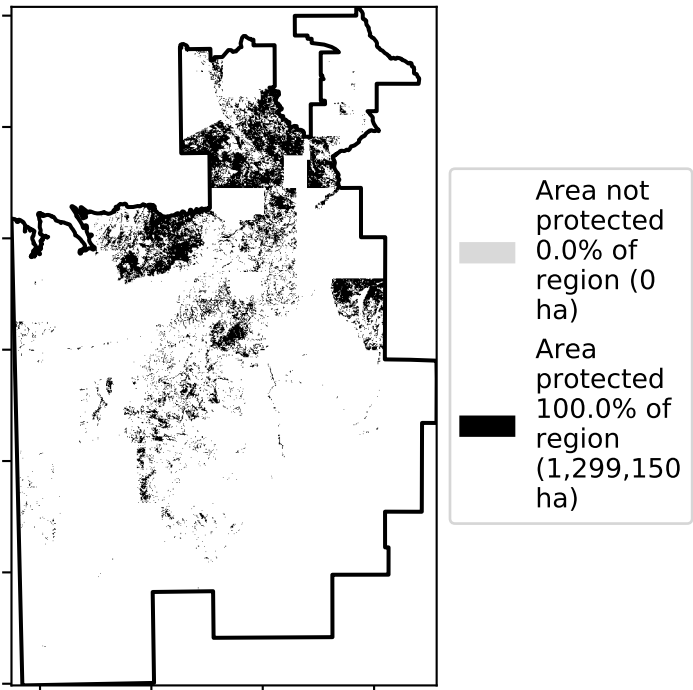 Area not
protected
0.0% of
region (0
ha)
Area
protected
100.0% of
region
(1,299,150
ha)